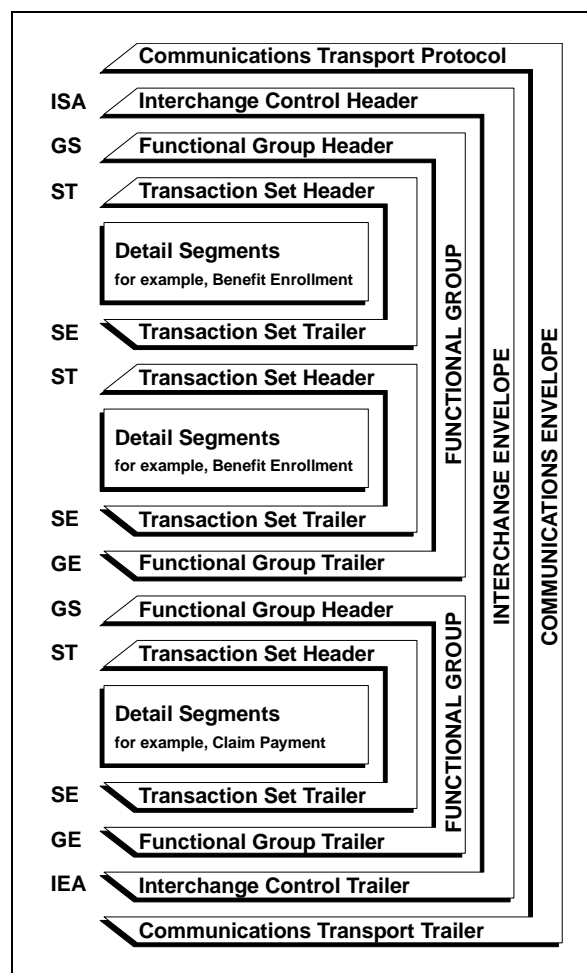 Communications Transport Protocol
ISA Interchange Control Header
GS Functional Group Header
ST Transaction Set Header
Detail Segments
for example, Benefit Enrollment
SE Transaction Set Trailer
ST Transaction Set Header
Detail Segments
for example, Benefit Enrollment
SE Transaction Set Trailer
GE Functional Group Trailer
FUNCTIONAL GROUP
GS Functional Group Header
ST Transaction Set Header
Detail Segments
for example, Claim Payment
SE Transaction Set Trailer
GE Functional Group Trailer
FUNCTIONAL GROUP
IEA Interchange Control Trailer
INTERCHANGE ENVELOPE
Communications Transport Trailer
COMMUNICATIONS ENVELOPE